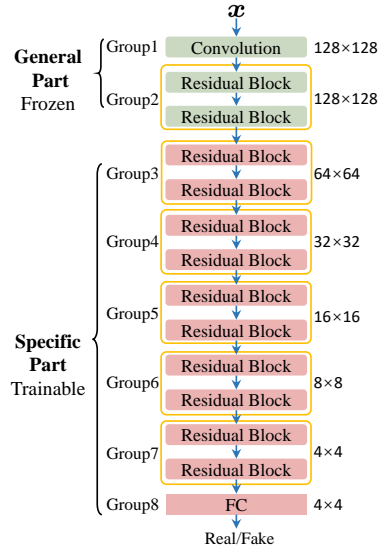 x
Group1
Convolution
128×128
General
Part
Frozen
Group2
Residual Block
Residual Block
128×128
Group3
Residual Block
Residual Block
64×64
Group4
Residual Block
Residual Block
32×32
Group5
Residual Block
Residual Block
16×16
Specific
Part
Trainable
Group6
Residual Block
Residual Block
8×8
Group7
Residual Block
Residual Block
4×4
Group8
FC
4×4
Real/Fake